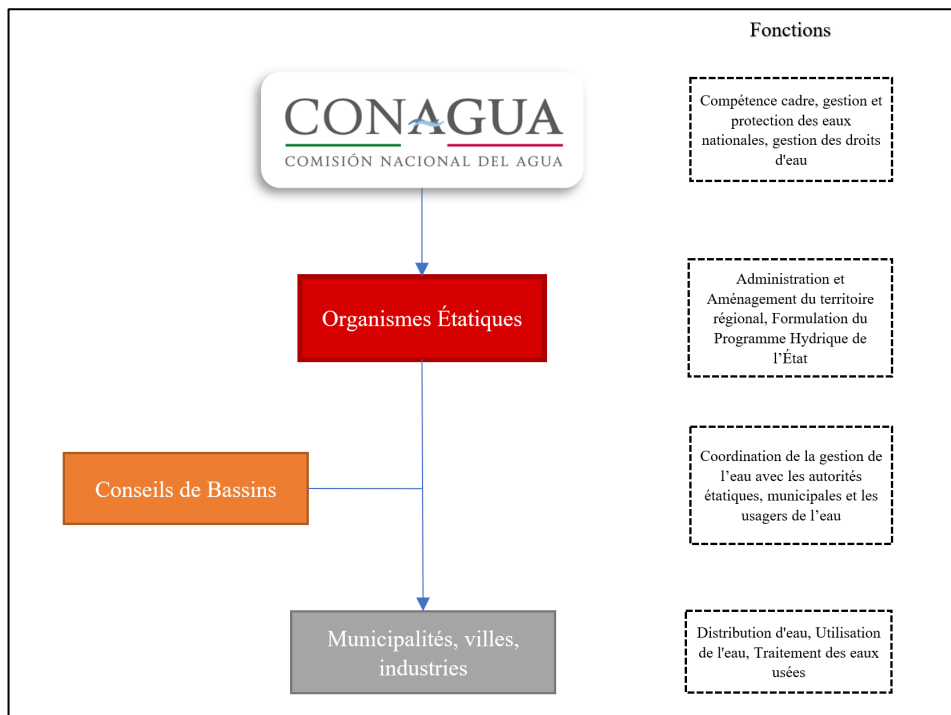 Fonctions
CONAGUA
COMISIÓN NACIONAL DEL AGUA
Compétence cadre, gestion et
protection des eaux
nationales, gestion des droits
d'eau
Organismes Étatiques
Administration et
Aménagement du territoire
régional, Formulation du
Programme Hydrique de
l’État
Conseils de Bassins
Coordination de la gestion de
l’eau avec les autorités
étatiques, municipales et les
usagers de l’eau
Municipalités, villes,
industries
Distribution d'eau, Utilisation
de l'eau, Traitement des eaux
usées